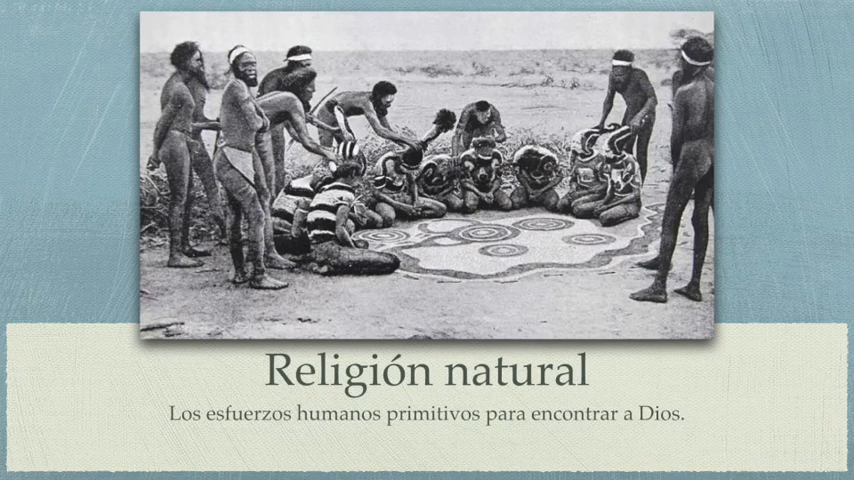 Religión natural
Los esfuerzos humanos primitivos para encontrar a Dios.